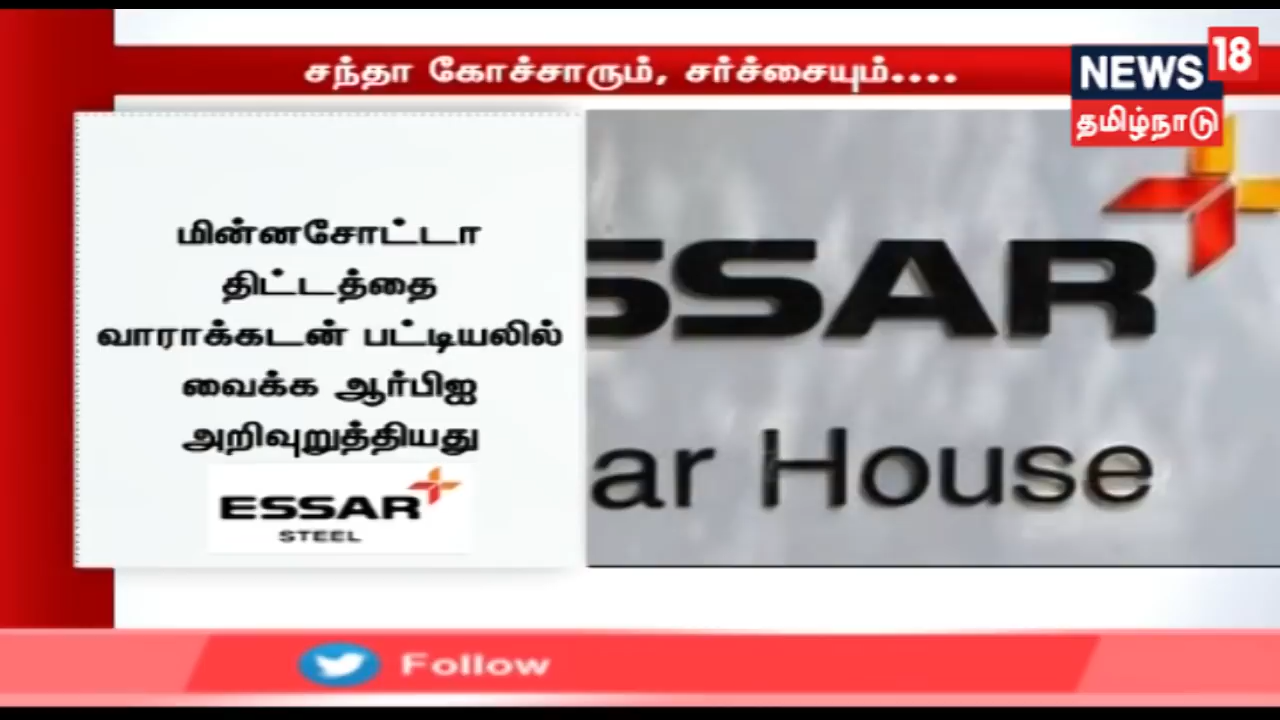 சந்தா கோச்சாரும், சர்ச்சையும்....
NEWS 18
தமிழ்நாடு
மின்னசோட்டா
திட்டத்தை
வாராக்கடன் பட்டியலில்
வைக்க ஆர்பிஐ
அறிவுறுத்தியது
ESSAR
STEEL
SSAR
ar House
Follow